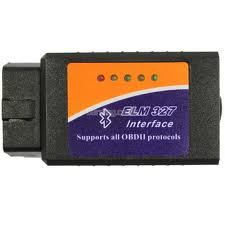 ELM 327
Interface
Supports all OBDII protocols